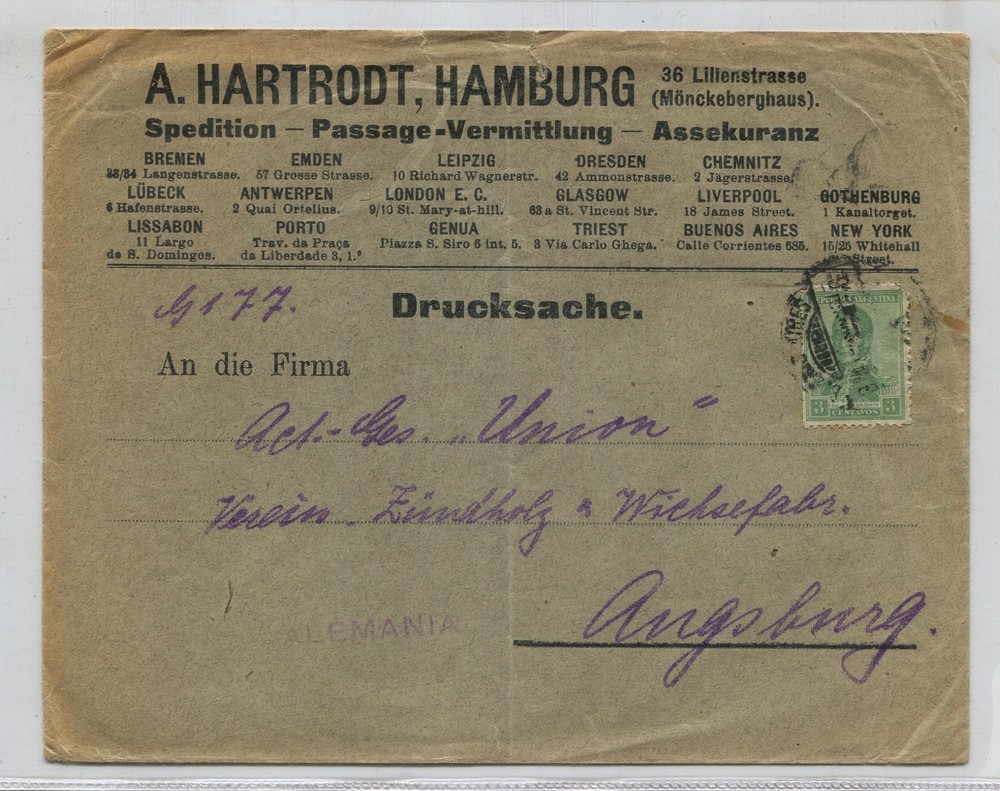 A. HARTRODT, HAMBURG 36 Lilienstrasse (Mönckeberghaus).
Spedition — Passage-Vermittlung — Assekuranz
BREMEN EMDEN LEIPZIG DRESDEN CHEMNITZ
33/34 Langenstrasse. 57 Grosse Strasse. 10 Richard Wagnerstr. 42 Ammonstrasse. 2 Jägerstrasse.
LÜBECK ANTWERPEN LONDON E. C. GLASGOW LIVERPOOL GOTHENBURG
6 Hafenstrasse. 2 Quai Ortelius. 9/10 St. Mary-at-hill. 63 a St. Vincent Str. 18 James Street. 1 Kanaltorget.
LISSABON PORTO GENUA TRIEST BUENOS AIRES NEW YORK
11 Largo Trav. da Praça Piazza S. Siro 6 int. 5. 3 Via Carlo Ghega. Calle Corrientes 685. 15/25 Whitehall
de S. Domingos. da Liberdade 3, 1.º Street.
G 177. Drucksache.
ARGENTINA
3 CENTAVOS 3
An die Firma
Act.-Ges. „Union"
Verein. Zündholz & Wichsefabr.
Augsburg.
ALEMANIA